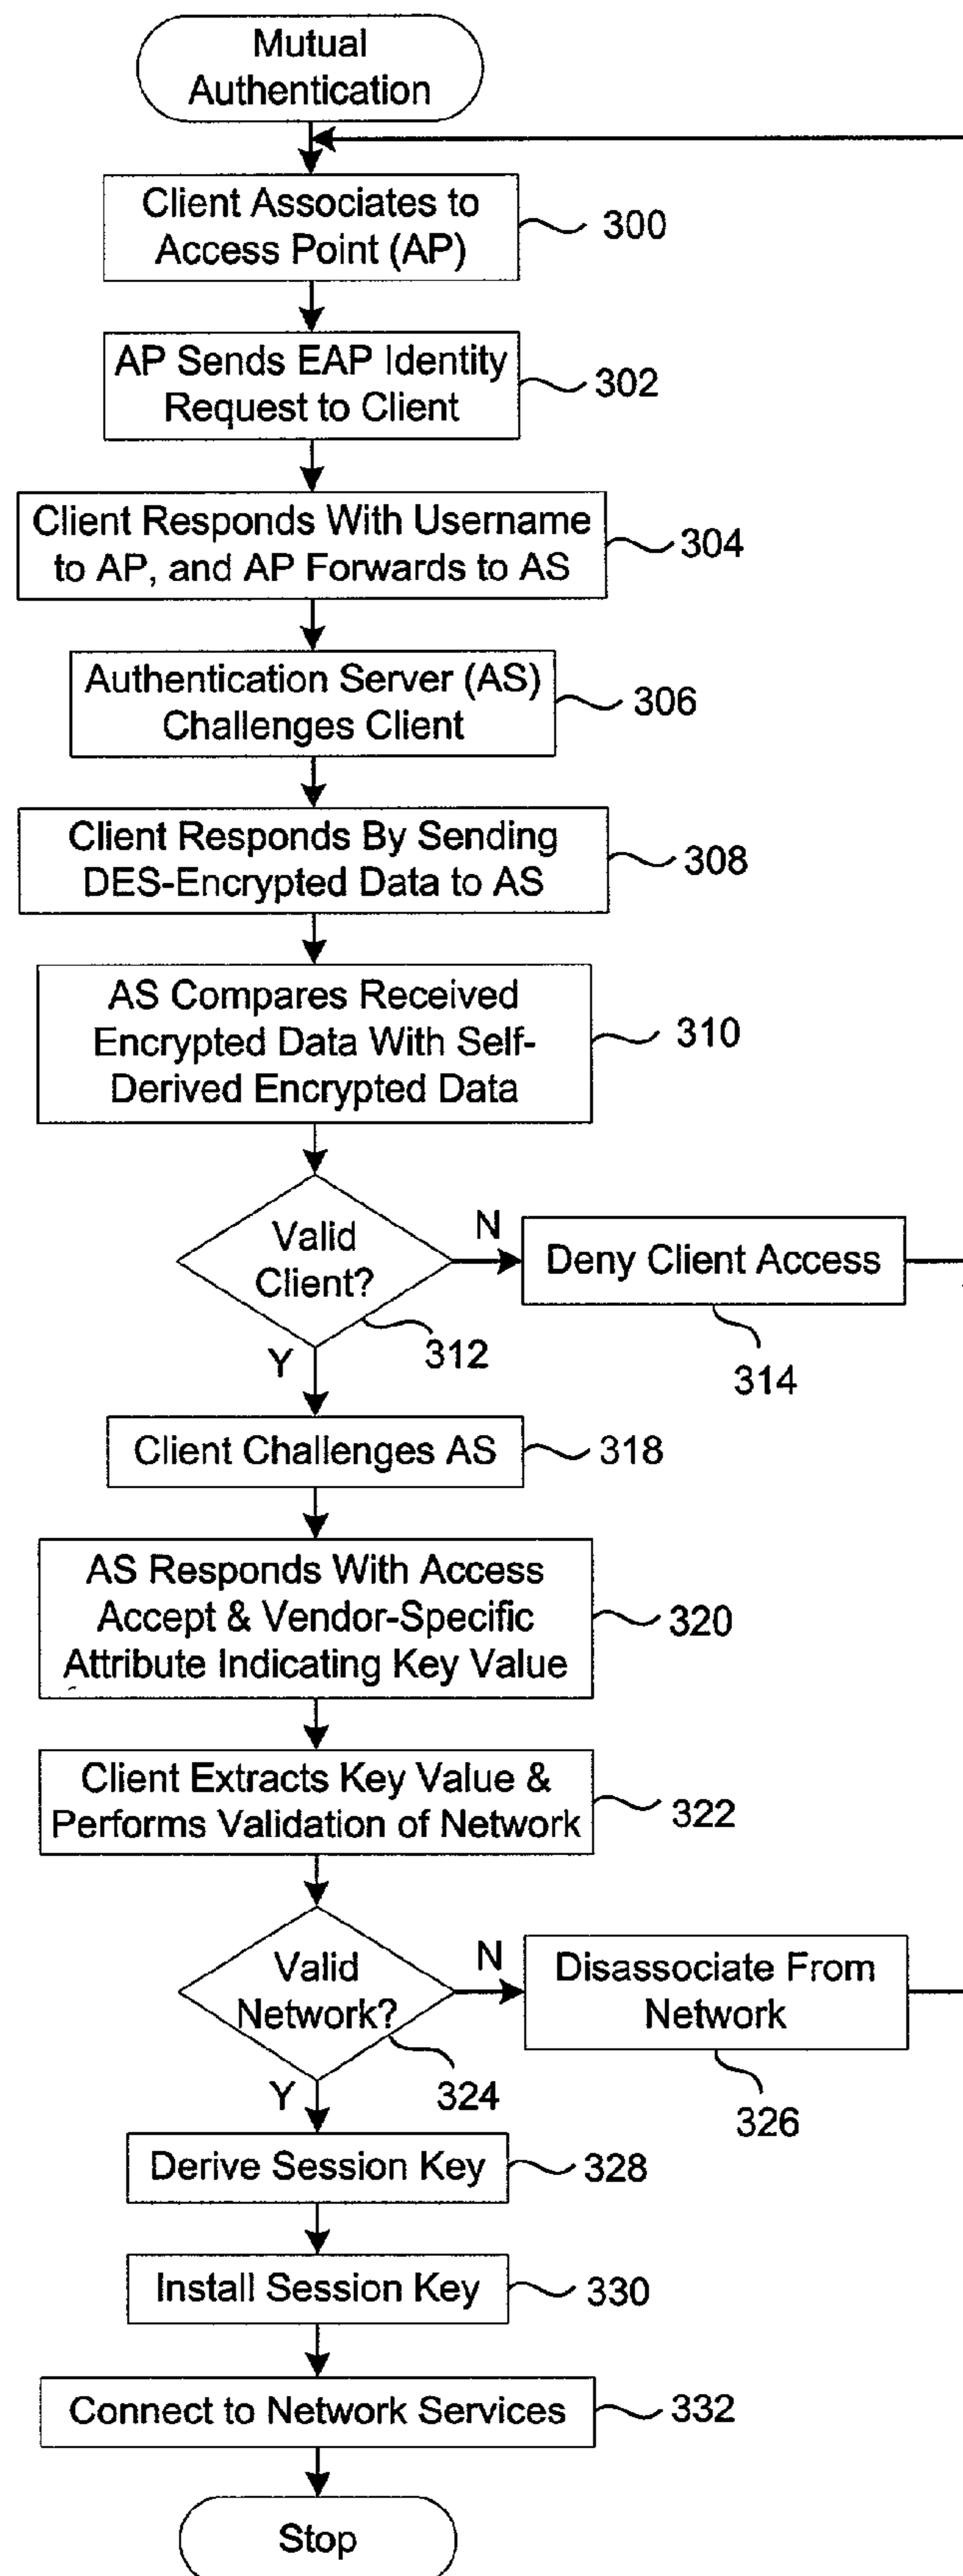 Mutual
Authentication
Client Associates to
Access Point (AP)
300
AP Sends EAP Identity
Request to Client
302
Client Responds With Username
to AP, and AP Forwards to AS
304
Authentication Server (AS)
Challenges Client
306
Client Responds By Sending
DES-Encrypted Data to AS
308
AS Compares Received
Encrypted Data With Self-
Derived Encrypted Data
310
Valid
Client?
312
N
Deny Client Access
314
Y
Client Challenges AS
318
AS Responds With Access
Accept & Vendor-Specific
Attribute Indicating Key Value
320
Client Extracts Key Value &
Performs Validation of Network
322
Valid
Network?
324
N
Disassociate From
Network
326
Y
Derive Session Key
328
Install Session Key
330
Connect to Network Services
332
Stop